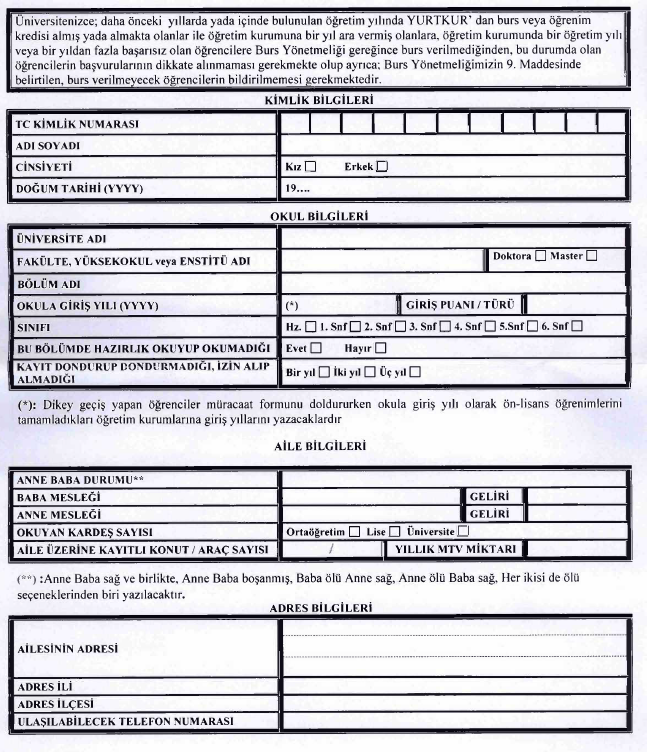 Üniversitenizce; daha önceki yıllarda yada içinde bulunulan öğretim yılında YURTKUR' dan burs veya öğrenim
kredisi almış yada almakta olanlar ile öğretim kurumuna bir yıl ara vermiş olanlara, öğretim kurumunda bir öğretim yılı
veya bir yıldan fazla başarısız olan öğrencilere Burs Yönetmeliği gereğince burs verilmediğinden, bu durumda olan
öğrencilerin başvurularının dikkate alınmaması gerekmekte olup ayrıca; Burs Yönetmeliğimizin 9. Maddesinde
belirtilen, burs verilmeyecek öğrencilerin bildirilmemesi gerekmektedir.
KİMLİK BİLGİLERİ
TC KİMLİK NUMARASI
ADI SOYADI
CİNSİYETİ Kız Erkek
DOĞUM TARİHİ (YYYY) 19....
OKUL BİLGİLERİ
ÜNİVERSİTE ADI
FAKÜLTE, YÜKSEKOKUL veya ENSTİTÜ ADI Doktora Master
BÖLÜM ADI
OKULA GİRİŞ YILI (YYYY) (*) GİRİŞ PUANI / TÜRÜ
SINIFI Hz. 1. Snf 2. Snf 3. Snf 4. Snf 5.Snf 6. Snf
BU BÖLÜMDE HAZIRLIK OKUYUP OKUMADIĞI Evet Hayır
KAYIT DONDURUP DONDURMADIĞI, İZİN ALIP
ALMADIĞI Bir yıl İki yıl Üç yıl
(*): Dikey geçiş yapan öğrenciler müracaat formunu doldururken okula giriş yılı olarak ön-lisans öğrenimlerini
tamamladıkları öğretim kurumlarına giriş yıllarını yazacaklardır
AİLE BİLGİLERİ
ANNE BABA DURUMU**
BABA MESLEĞİ GELİRİ
ANNE MESLEĞİ GELİRİ
OKUYAN KARDEŞ SAYISI Ortaöğretim Lise Üniversite
AİLE ÜZERİNE KAYITLI KONUT / ARAÇ SAYISI / YILLIK MTV MİKTARI
(**) :Anne Baba sağ ve birlikte, Anne Baba boşanmış, Baba ölü Anne sağ, Anne ölü Baba sağ, Her ikisi de ölü
seçeneklerinden biri yazılacaktır.
ADRES BİLGİLERİ
AİLESİNİN ADRESİ
ADRES İLİ
ADRES İLÇESİ
ULAŞILABİLECEK TELEFON NUMARASI